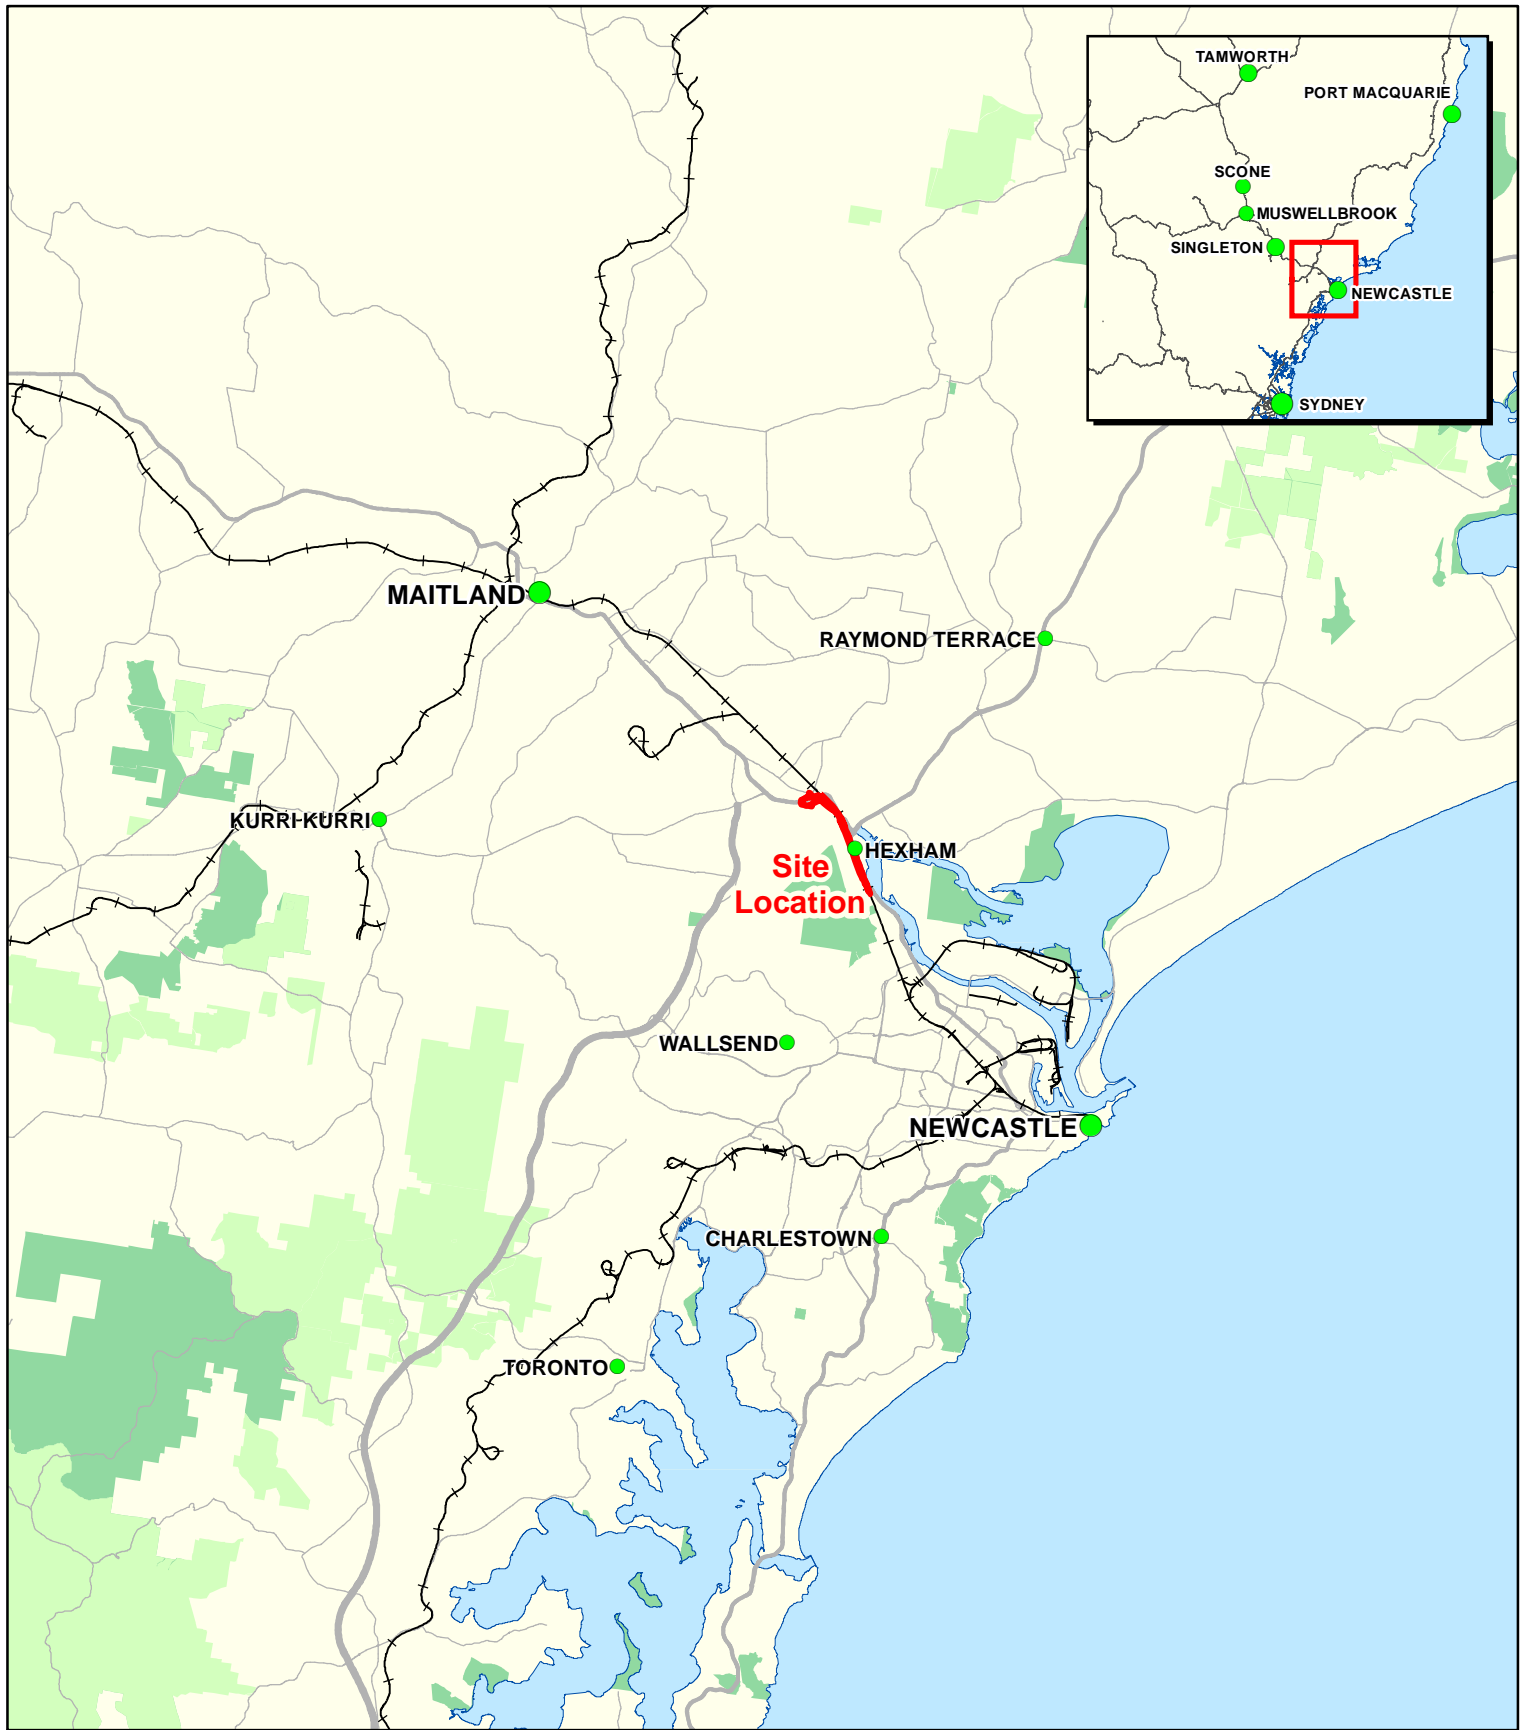 TAMWORTH
PORT MACQUARIE
SCONE
MUSWELLBROOK
SINGLETON
NEWCASTLE
SYDNEY
MAITLAND
RAYMOND TERRACE
KURRI-KURRI
HEXHAM
Site
Location
WALLSEND
NEWCASTLE
CHARLESTOWN
TORONTO